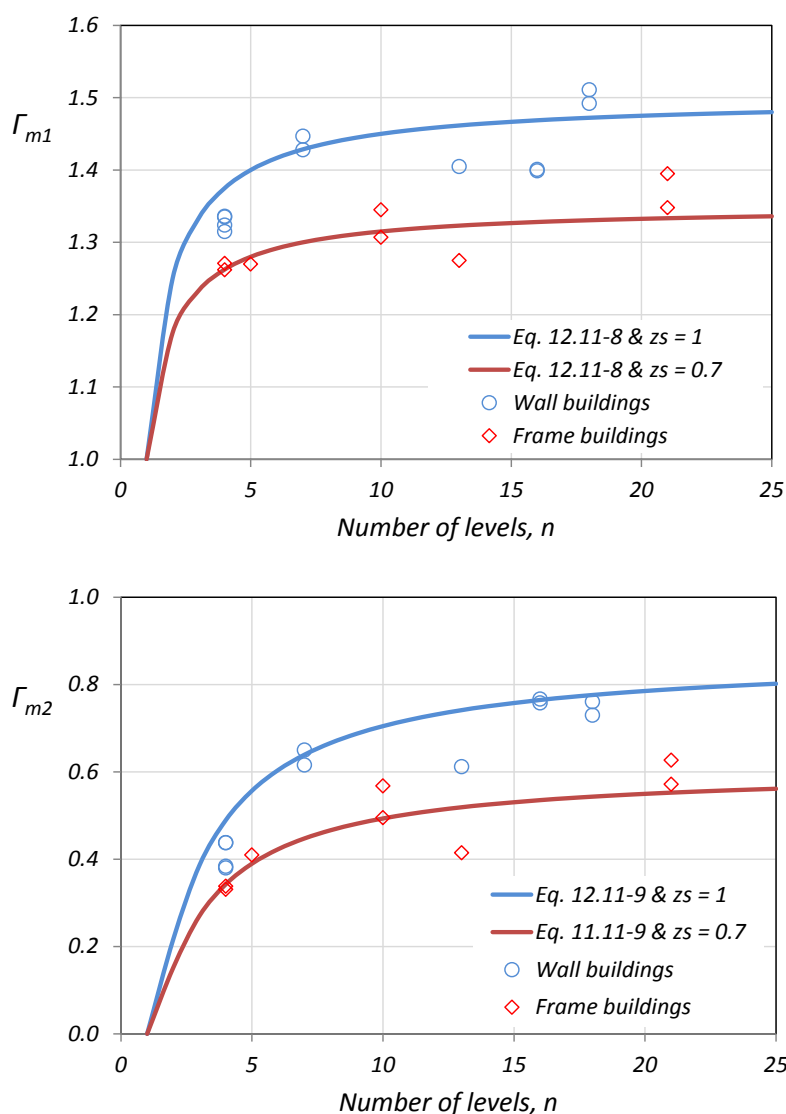 1.6
1.5
Γm1
1.4
1.3
1.2
Eq. 12.11-8 & zs = 1
Eq. 12.11-8 & zs = 0.7
1.1
Wall buildings
Frame buildings
1.0
0 5 10 15 20 25
Number of levels, n
1.0
0.8
Γm2
0.6
0.4
Eq. 12.11-9 & zs = 1
Eq. 11.11-9 & zs = 0.7
0.2
Wall buildings
Frame buildings
0.0
0 5 10 15 20 25
Number of levels, n